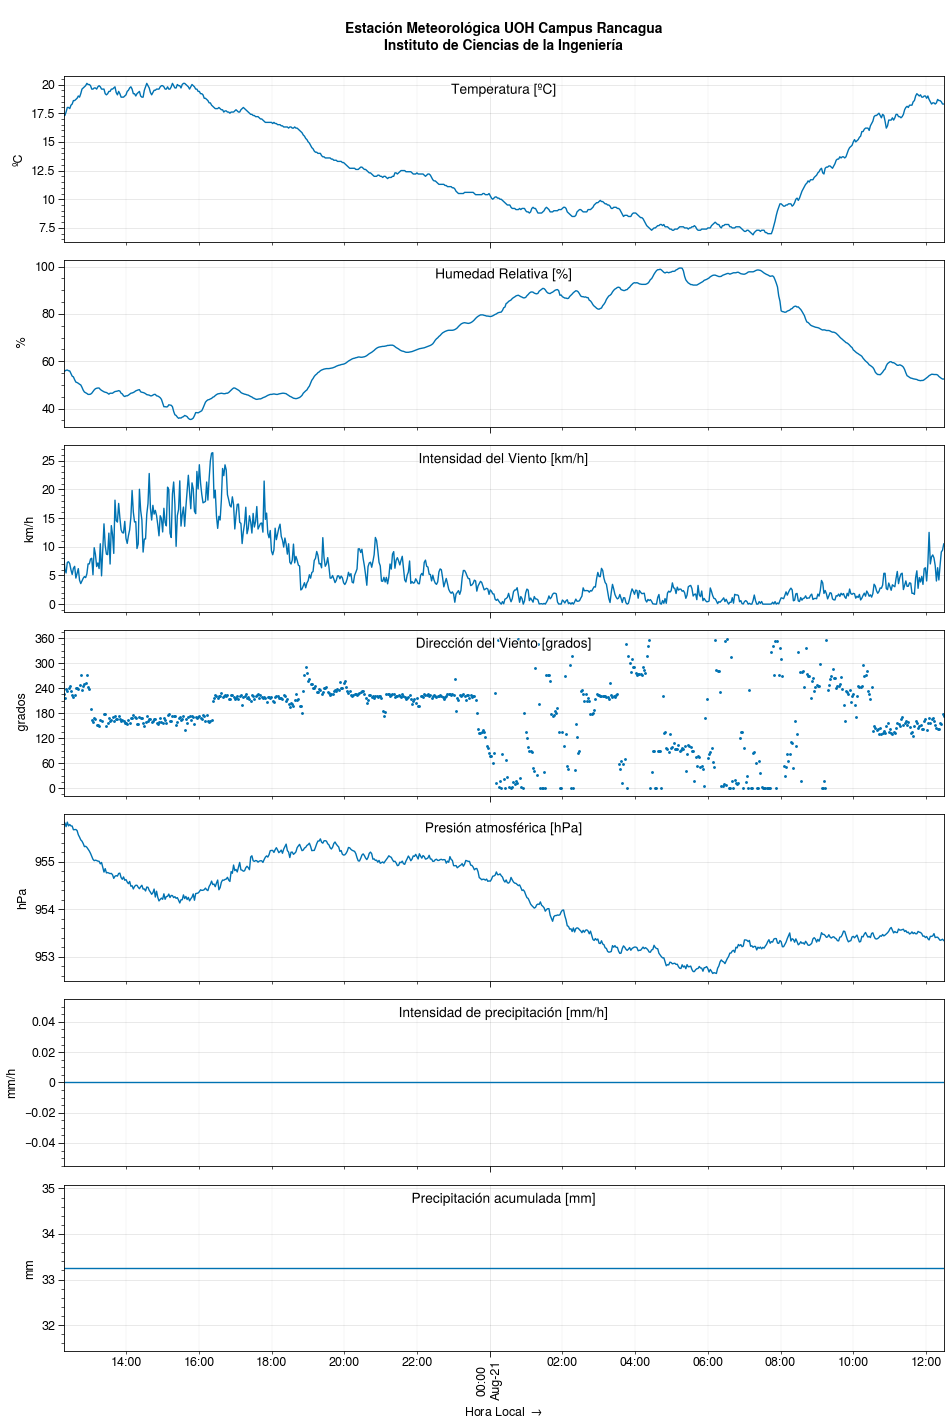 Estación Meteorológica UOH Campus Rancagua
Instituto de Ciencias de la Ingeniería
Temperatura [ºC]
20
17.5
15
12.5
10
7.5
ºC
Humedad Relativa [%]
100
80
60
40
%
Intensidad del Viento [km/h]
25
20
15
10
5
0
km/h
Dirección del Viento [grados]
360
300
240
180
120
60
0
grados
Presión atmosférica [hPa]
955
954
953
hPa
Intensidad de precipitación [mm/h]
0.04
0.02
0
−0.02
−0.04
mm/h
Precipitación acumulada [mm]
35
34
33
32
mm
14:00
16:00
18:00
20:00
22:00
00:00
Aug-21
02:00
04:00
06:00
08:00
10:00
12:00
Hora Local →